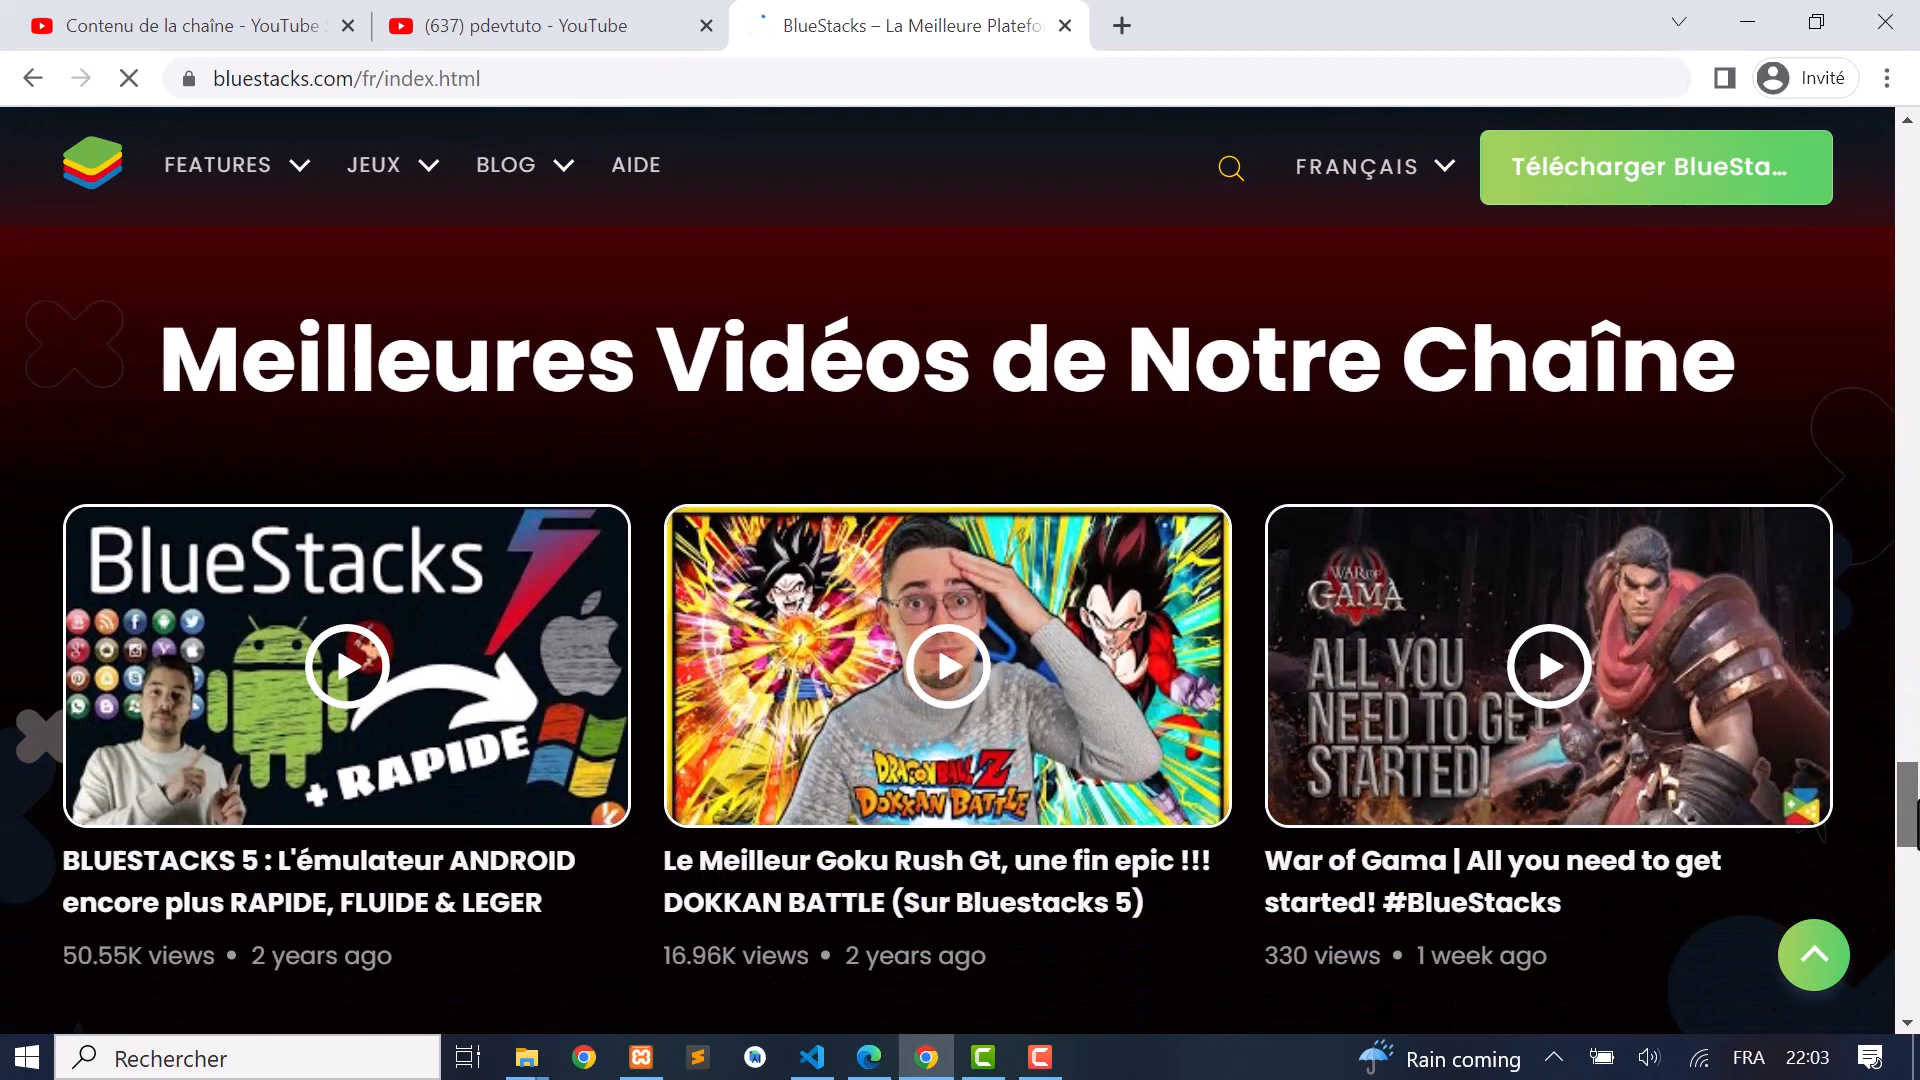 Contenu de la chaîne - YouTube
(637) pdevtuto - YouTube
BlueStacks – La Meilleure Platefo
bluestacks.com/fr/index.html
Invité
FEATURES
JEUX
BLOG
AIDE
FRANÇAIS
Télécharger BlueSta...
Meilleures Vidéos de Notre Chaîne
BlueStacks 5
+ RAPIDE
DRAGON BALL Z
DOKKAN BATTLE
WAR OF
GAMA
ALL YOU
NEED TO GET
STARTED!
BLUESTACKS 5 : L'émulateur ANDROID
encore plus RAPIDE, FLUIDE & LEGER
50.55K views • 2 years ago
Le Meilleur Goku Rush Gt, une fin epic !!!
DOKKAN BATTLE (Sur Bluestacks 5)
16.96K views • 2 years ago
War of Gama | All you need to get
started! #BlueStacks
330 views • 1 week ago
Rechercher
Rain coming
FRA
22:03